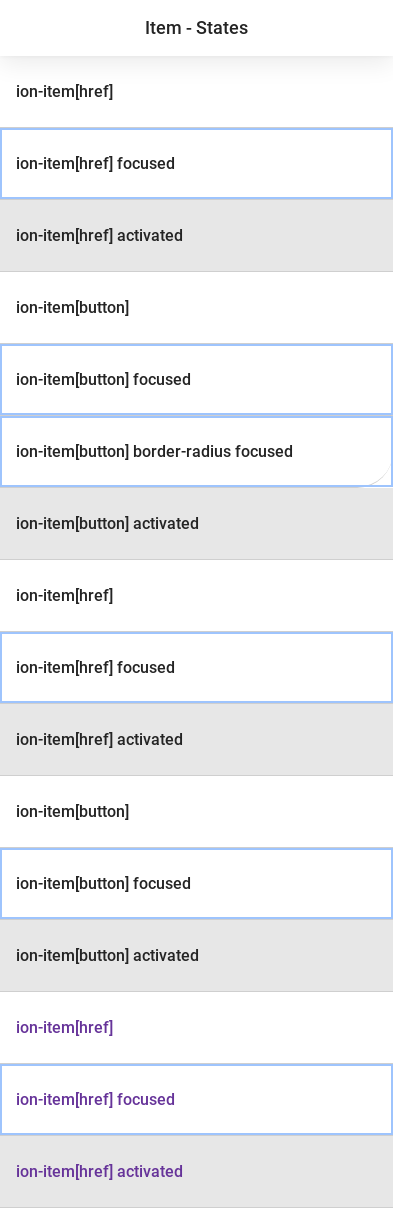 Item - States
ion-item[href]
ion-item[href] focused
ion-item[href] activated
ion-item[button]
ion-item[button] focused
ion-item[button] border-radius focused
ion-item[button] activated
ion-item[href]
ion-item[href] focused
ion-item[href] activated
ion-item[button]
ion-item[button] focused
ion-item[button] activated
ion-item[href]
ion-item[href] focused
ion-item[href] activated